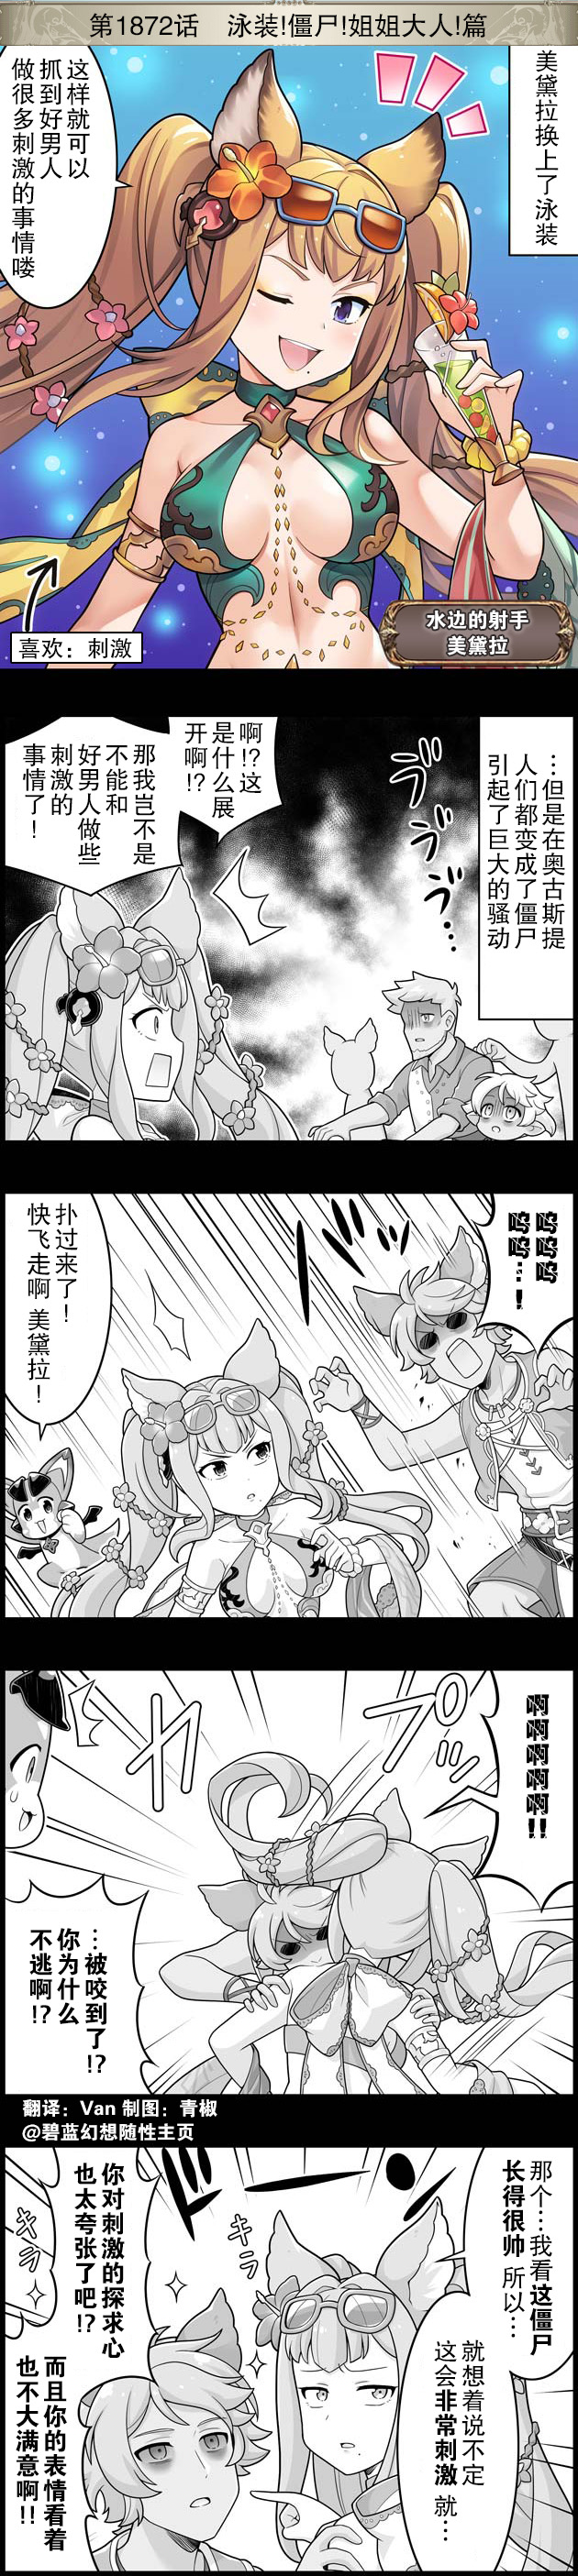 第1872话　泳装!僵尸!姐姐大人!篇
美黛拉换上了泳装
这样就可以
抓到好男人
做很多刺激的事情喽
喜欢：刺激
水边的射手
美黛拉
…但是在奥古斯提
人们都变成了僵尸
引起了巨大的骚动
ヴヴヴ…
啊!?这
是什么展
开啊!?
那我岂不是
不能和
好男人做些
刺激的
事情了！
扑过来了！
快飞走啊 美黛拉！
啊啊啊啊啊!!
プ
…被咬到了!?
你为什么
不逃啊!?
翻译：Van 制图：青椒
@碧蓝幻想随性主页
那个…我看这僵尸
长得很帅 所以…
就想着说不定
这会非常刺激 就…
キラ
你对刺激的探求心
也太夸张了吧!?
キラ
而且你的表情看着
也不大满意啊!!